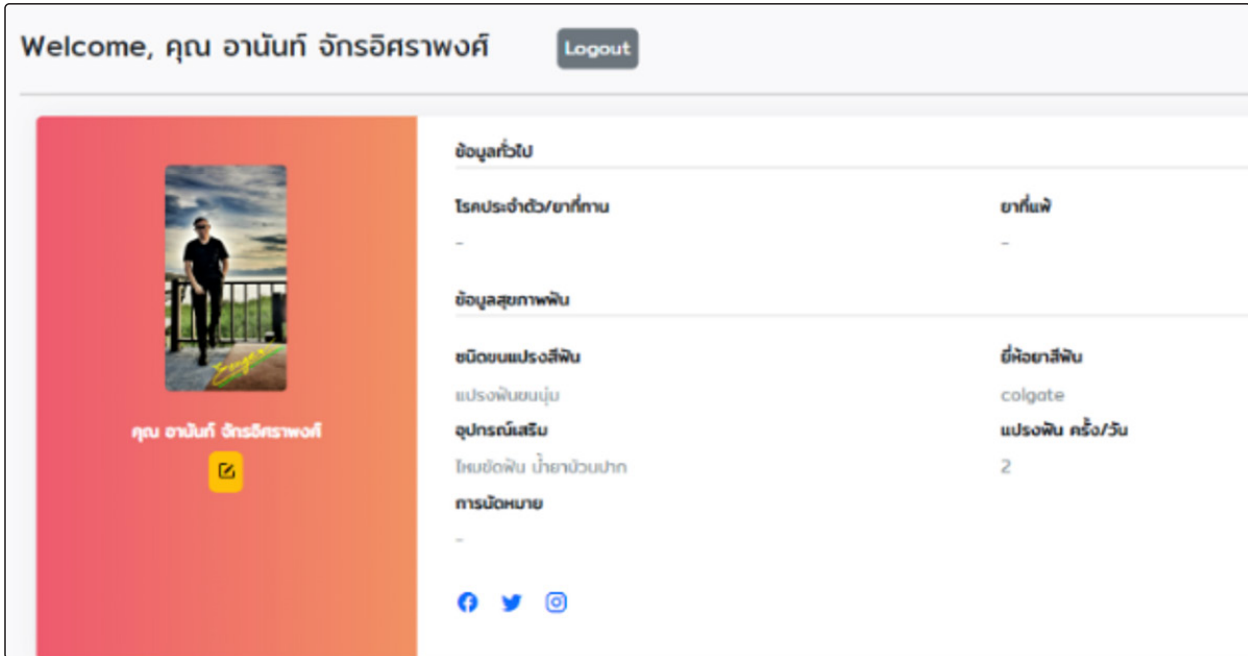 Welcome, คุณ อานันท์ จักรอิศราพงศ์ Logout
ข้อมูลทั่วไป
โรคประจำตัว/ยาที่ทาน ยาที่แพ้
- -
ข้อมูลสุขภาพฟัน
ชนิดขนแปรงสีฟัน ยี่ห้อยาสีฟัน
แปรงฟันขนนุ่ม colgate
คุณ อานันท์ จักรอิศราพงศ์
อุปกรณ์เสริม แปรงฟัน ครั้ง/วัน
ไหมขัดฟัน น้ำยาบ้วนปาก 2
การนัดหมาย
-